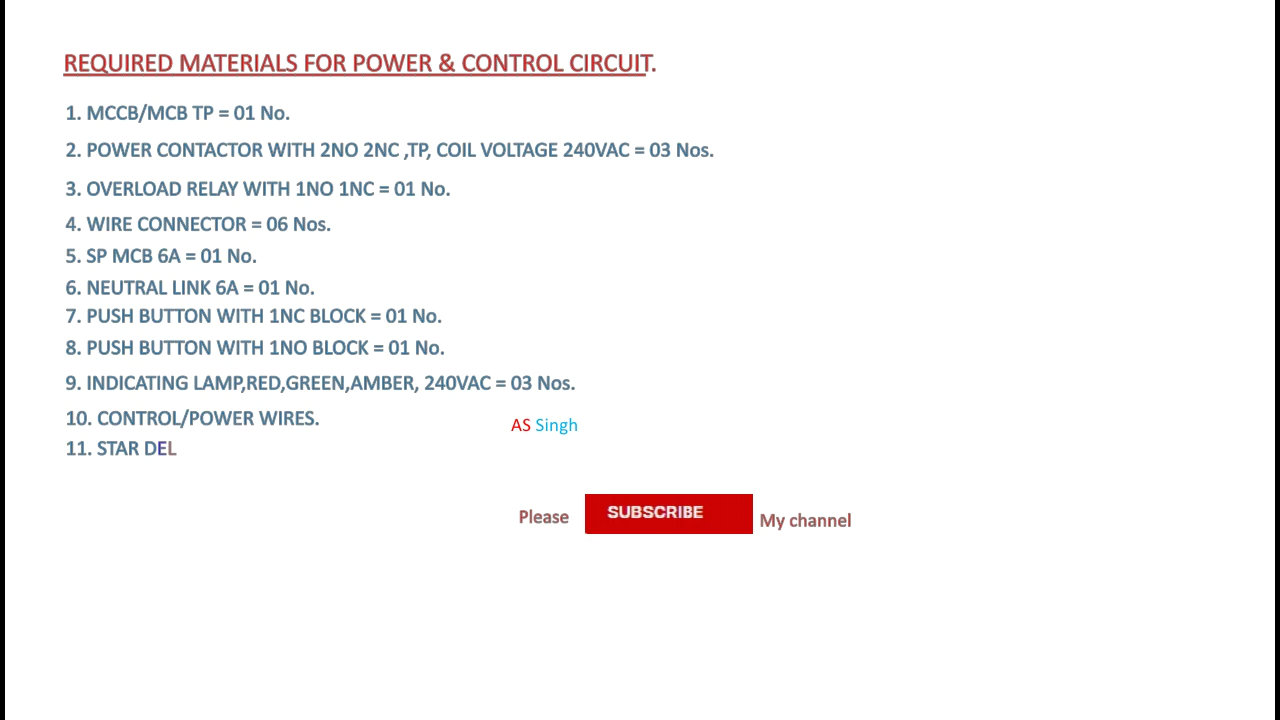 REQUIRED MATERIALS FOR POWER & CONTROL CIRCUIT.
1. MCCB/MCB TP = 01 No.
2. POWER CONTACTOR WITH 2NO 2NC ,TP, COIL VOLTAGE 240VAC = 03 Nos.
3. OVERLOAD RELAY WITH 1NO 1NC = 01 No.
4. WIRE CONNECTOR = 06 Nos.
5. SP MCB 6A = 01 No.
6. NEUTRAL LINK 6A = 01 No.
7. PUSH BUTTON WITH 1NC BLOCK = 01 No.
8. PUSH BUTTON WITH 1NO BLOCK = 01 No.
9. INDICATING LAMP,RED,GREEN,AMBER, 240VAC = 03 Nos.
10. CONTROL/POWER WIRES.
AS Singh
11. STAR DEL
Please SUBSCRIBE My channel